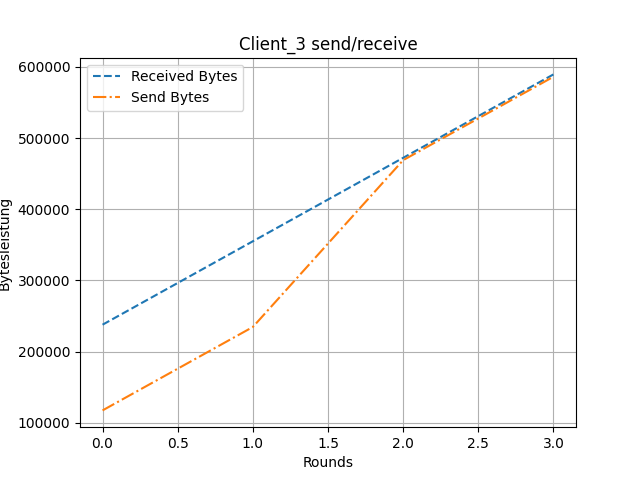 Client_3 send/receive
Received Bytes
Send Bytes
600000
500000
400000
300000
200000
100000
Bytesleistung
0.0 0.5 1.0 1.5 2.0 2.5 3.0
Rounds